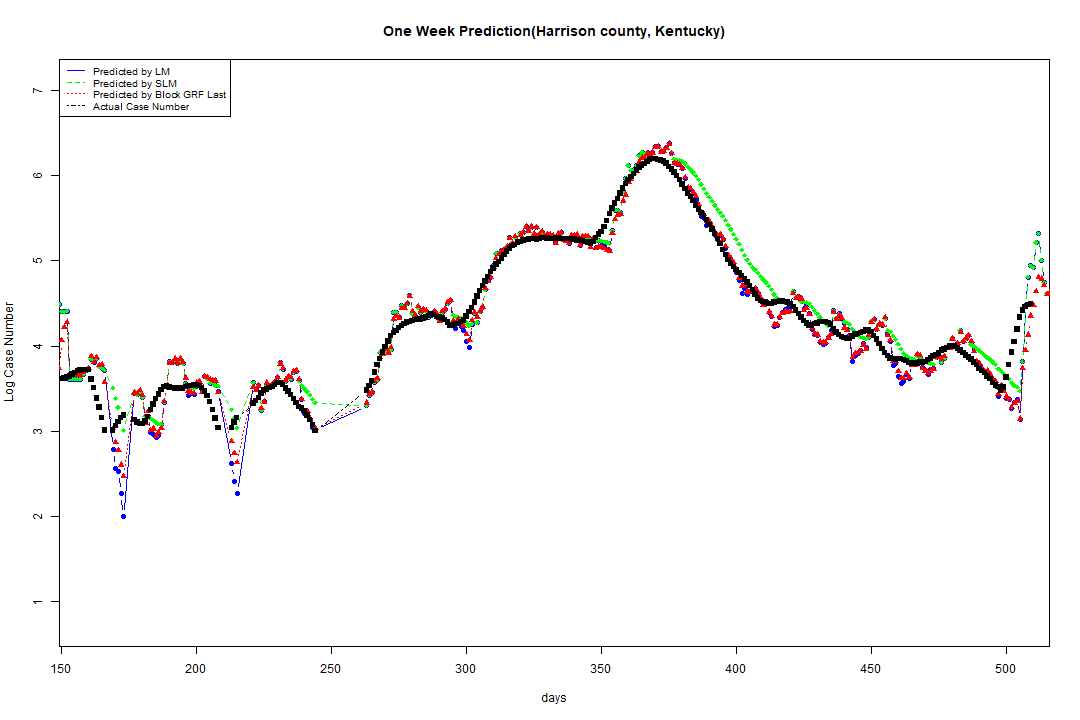 One Week Prediction(Harrison county, Kentucky)
Predicted by LM
Predicted by SLM
Predicted by Block GRF Last
Actual Case Number
7
6
5
4
3
2
1
Log Case Number
150 200 250 300 350 400 450 500
days